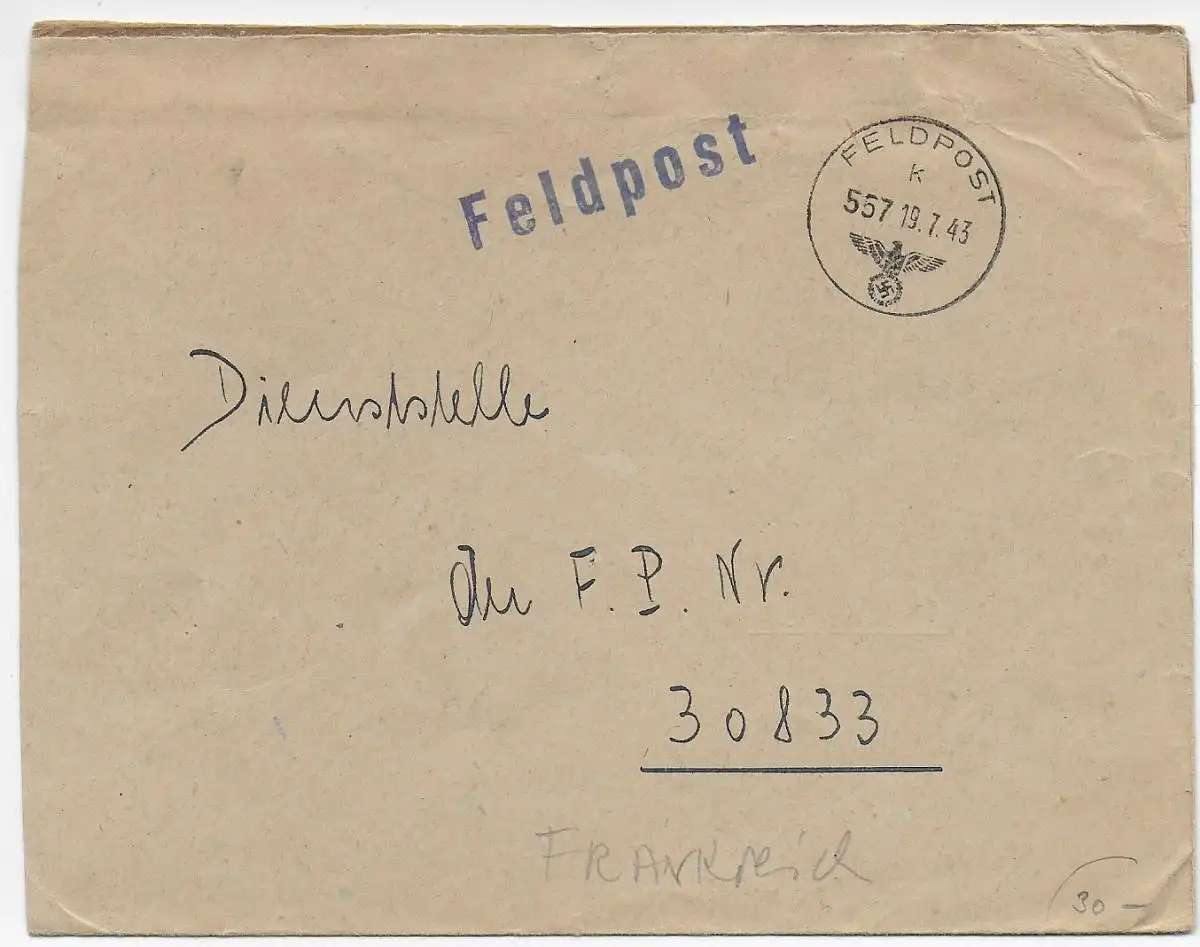 Feldpost
FELDPOST
k
557 19.7.43
Dienststelle
der F. P. Nr.
30833
FRANKREICH
30 —